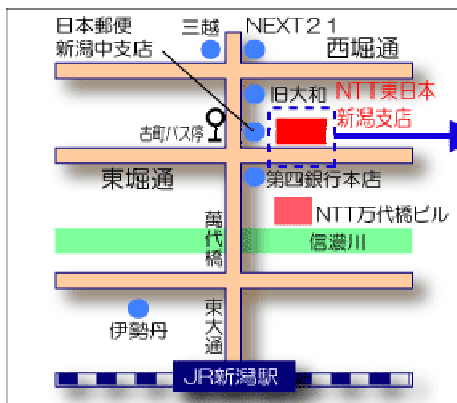 日本郵便
新潟中支店
三越
NEXT21
西堀通
旧大和
NTT東日本
新潟支店
古町バス停
東堀通
第四銀行本店
NTT万代橋ビル
萬代橋
信濃川
伊勢丹
東大通
JR新潟駅